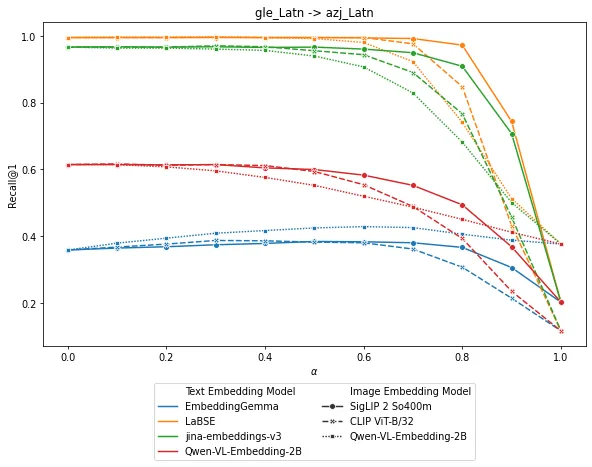 gle_Latn -> azj_Latn
Recall@1
1.0
0.8
0.6
0.4
0.2
0.0 0.2 0.4 0.6 0.8 1.0
α
Text Embedding Model Image Embedding Model
EmbeddingGemma SigLIP 2 So400m
LaBSE CLIP ViT-B/32
jina-embeddings-v3 Qwen-VL-Embedding-2B
Qwen-VL-Embedding-2B